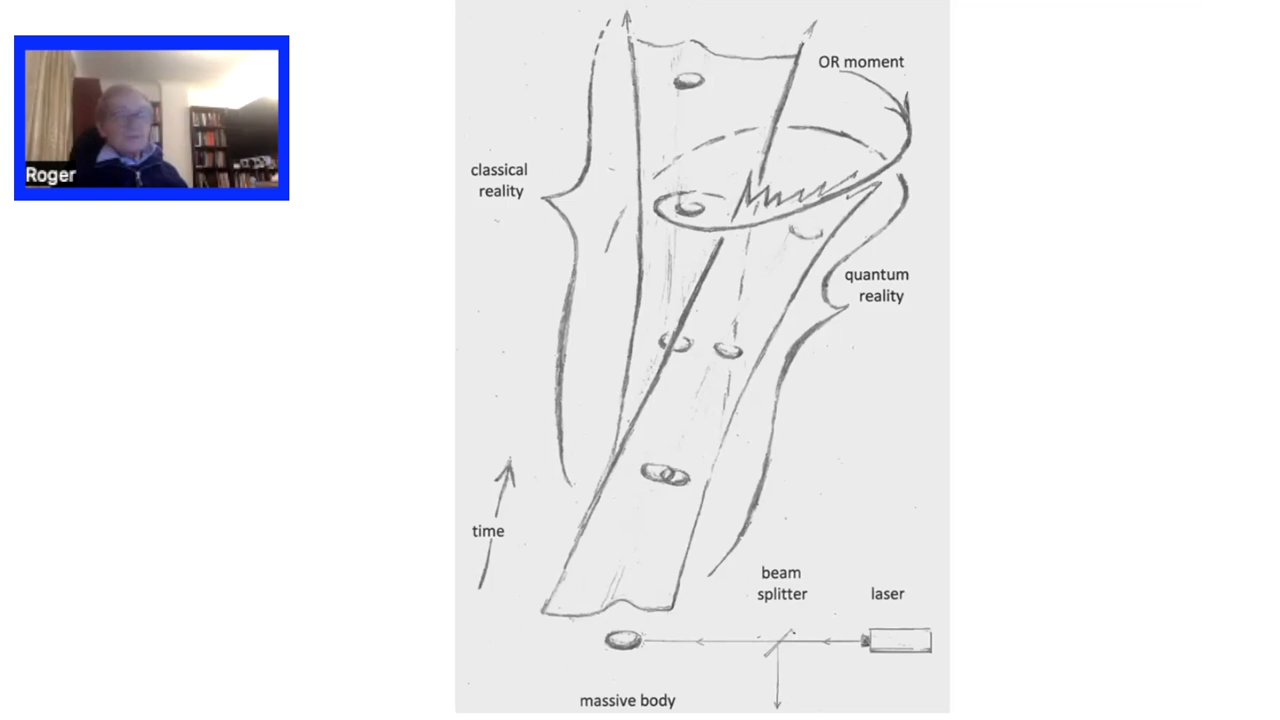 Roger
OR moment
classical
reality
quantum
reality
time
beam
splitter
laser
massive body